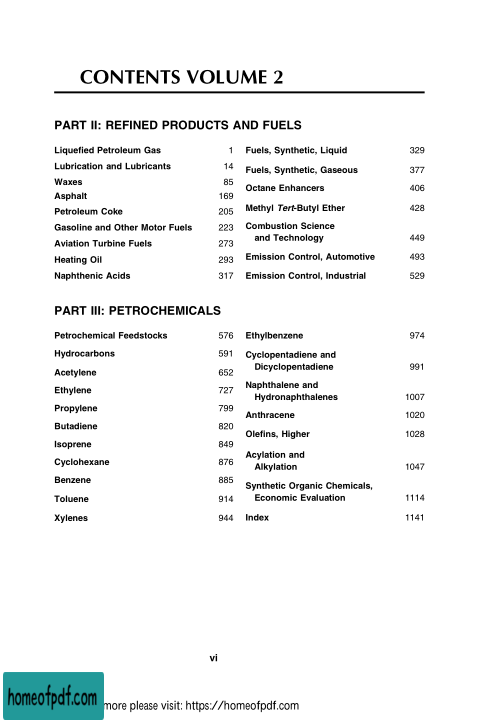 CONTENTS VOLUME 2
PART II: REFINED PRODUCTS AND FUELS
Liquefied Petroleum Gas 1
Lubrication and Lubricants 14
Waxes 85
Asphalt 169
Petroleum Coke 205
Gasoline and Other Motor Fuels 223
Aviation Turbine Fuels 273
Heating Oil 293
Naphthenic Acids 317
Fuels, Synthetic, Liquid 329
Fuels, Synthetic, Gaseous 377
Octane Enhancers 406
Methyl Tert-Butyl Ether 428
Combustion Science
and Technology 449
Emission Control, Automotive 493
Emission Control, Industrial 529
PART III: PETROCHEMICALS
Petrochemical Feedstocks 576
Hydrocarbons 591
Acetylene 652
Ethylene 727
Propylene 799
Butadiene 820
Isoprene 849
Cyclohexane 876
Benzene 885
Toluene 914
Xylenes 944
Ethylbenzene 974
Cyclopentadiene and
Dicyclopentadiene 991
Naphthalene and
Hydronaphthalenes 1007
Anthracene 1020
Olefins, Higher 1028
Acylation and
Alkylation 1047
Synthetic Organic Chemicals,
Economic Evaluation 1114
Index 1141
vi
homeofpdf.com
more please visit: https://homeofpdf.com